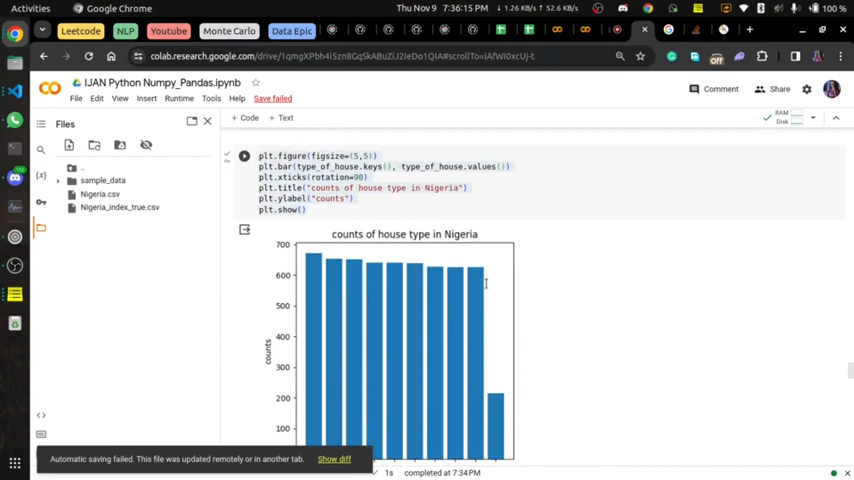 Activities
Google Chrome
Thu Nov 9 7:36:15 PM
↓ 1.26 KiB/s ↑ 52.6 KiB/s
100 %
Leetcode
NLP
Youtube
Monte Carlo
Data Epic
colab.research.google.com/drive/1qmgXPbh4iSzn8GqSkABuZiJ2IeDo1QIA#scrollTo=IAfWI0xcUj-t
Off
IJAN Python Numpy_Pandas.ipynb
File Edit View Insert Runtime Tools Help Save failed
Comment
Share
Files
+ Code + Text
RAM
Disk
..
sample_data
Nigeria.csv
Nigeria_index_true.csv
{x}
plt.figure(figsize=(5,5))
plt.bar(type_of_house.keys(), type_of_house.values())
plt.xticks(rotation=90)
plt.title("counts of house type in Nigeria")
plt.ylabel("counts")
plt.show()
counts of house type in Nigeria
700
600
500
400
300
200
100
counts
Automatic saving failed. This file was updated remotely or in another tab. Show diff
1s completed at 7:34 PM